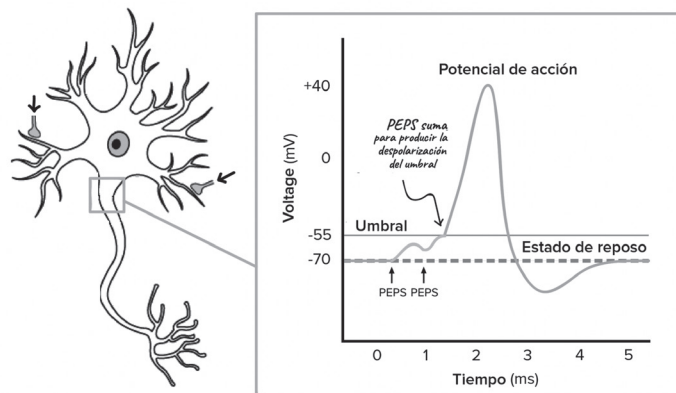 Potencial de acción
+40
PEPS suma
para producir la
despolarización
del umbral
0
Voltage (mV)
Umbral
-55
Estado de reposo
-70
PEPS PEPS
0 1 2 3 4 5
Tiempo (ms)